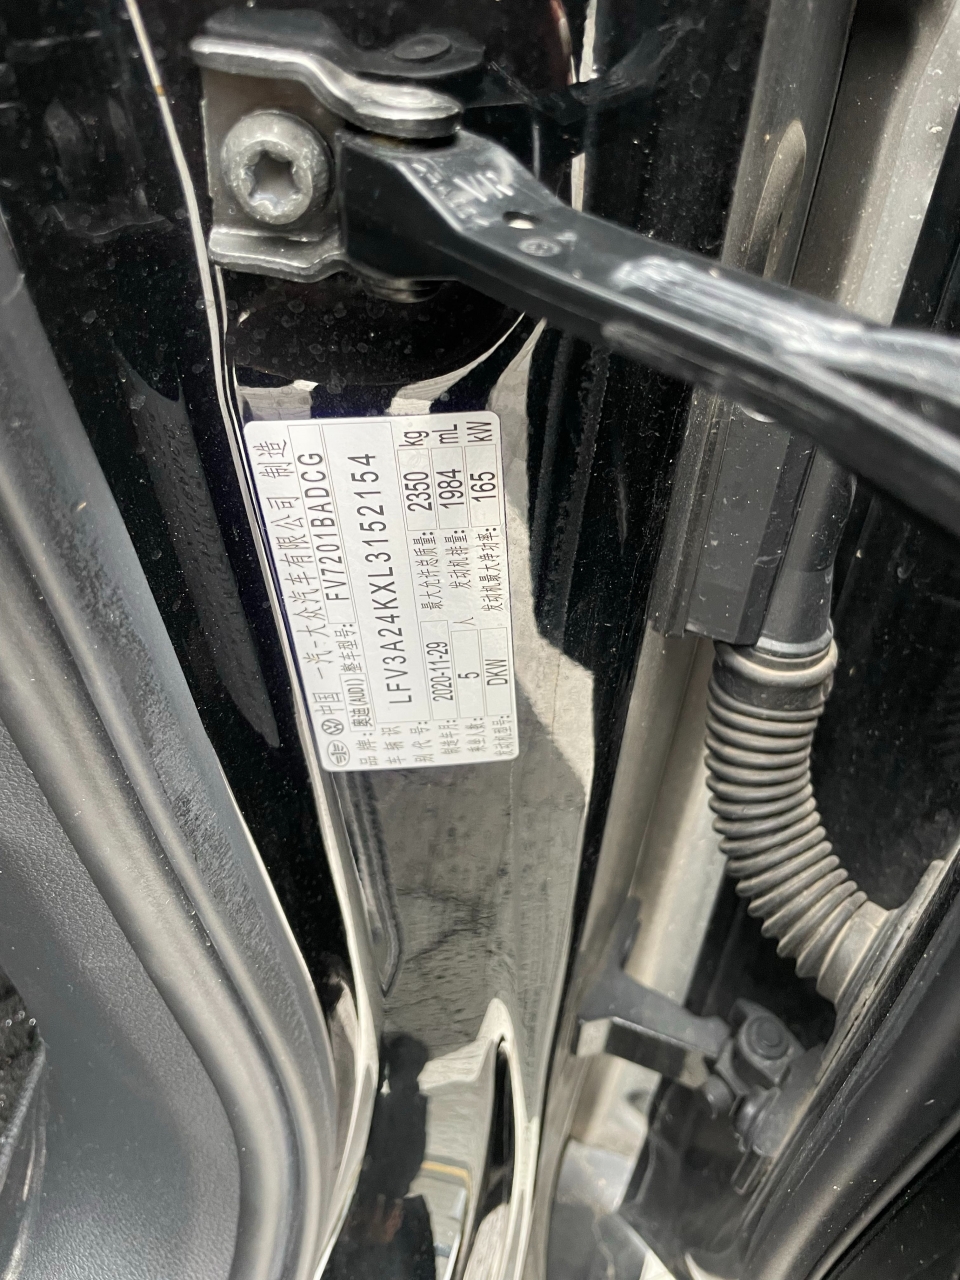 中国 一汽-大众汽车有限公司 制造
品牌: 奥迪(AUDI) 整车型号: FV7201BADCG
车辆识别代号: LFV3A24KXL3152154
制造年月: 2020-11-29 最大允许总质量: 2350 kg
乘坐人数: 5 人 发动机排量: 1984 mL
发动机型号: DKW 发动机最大净功率: 165 kW